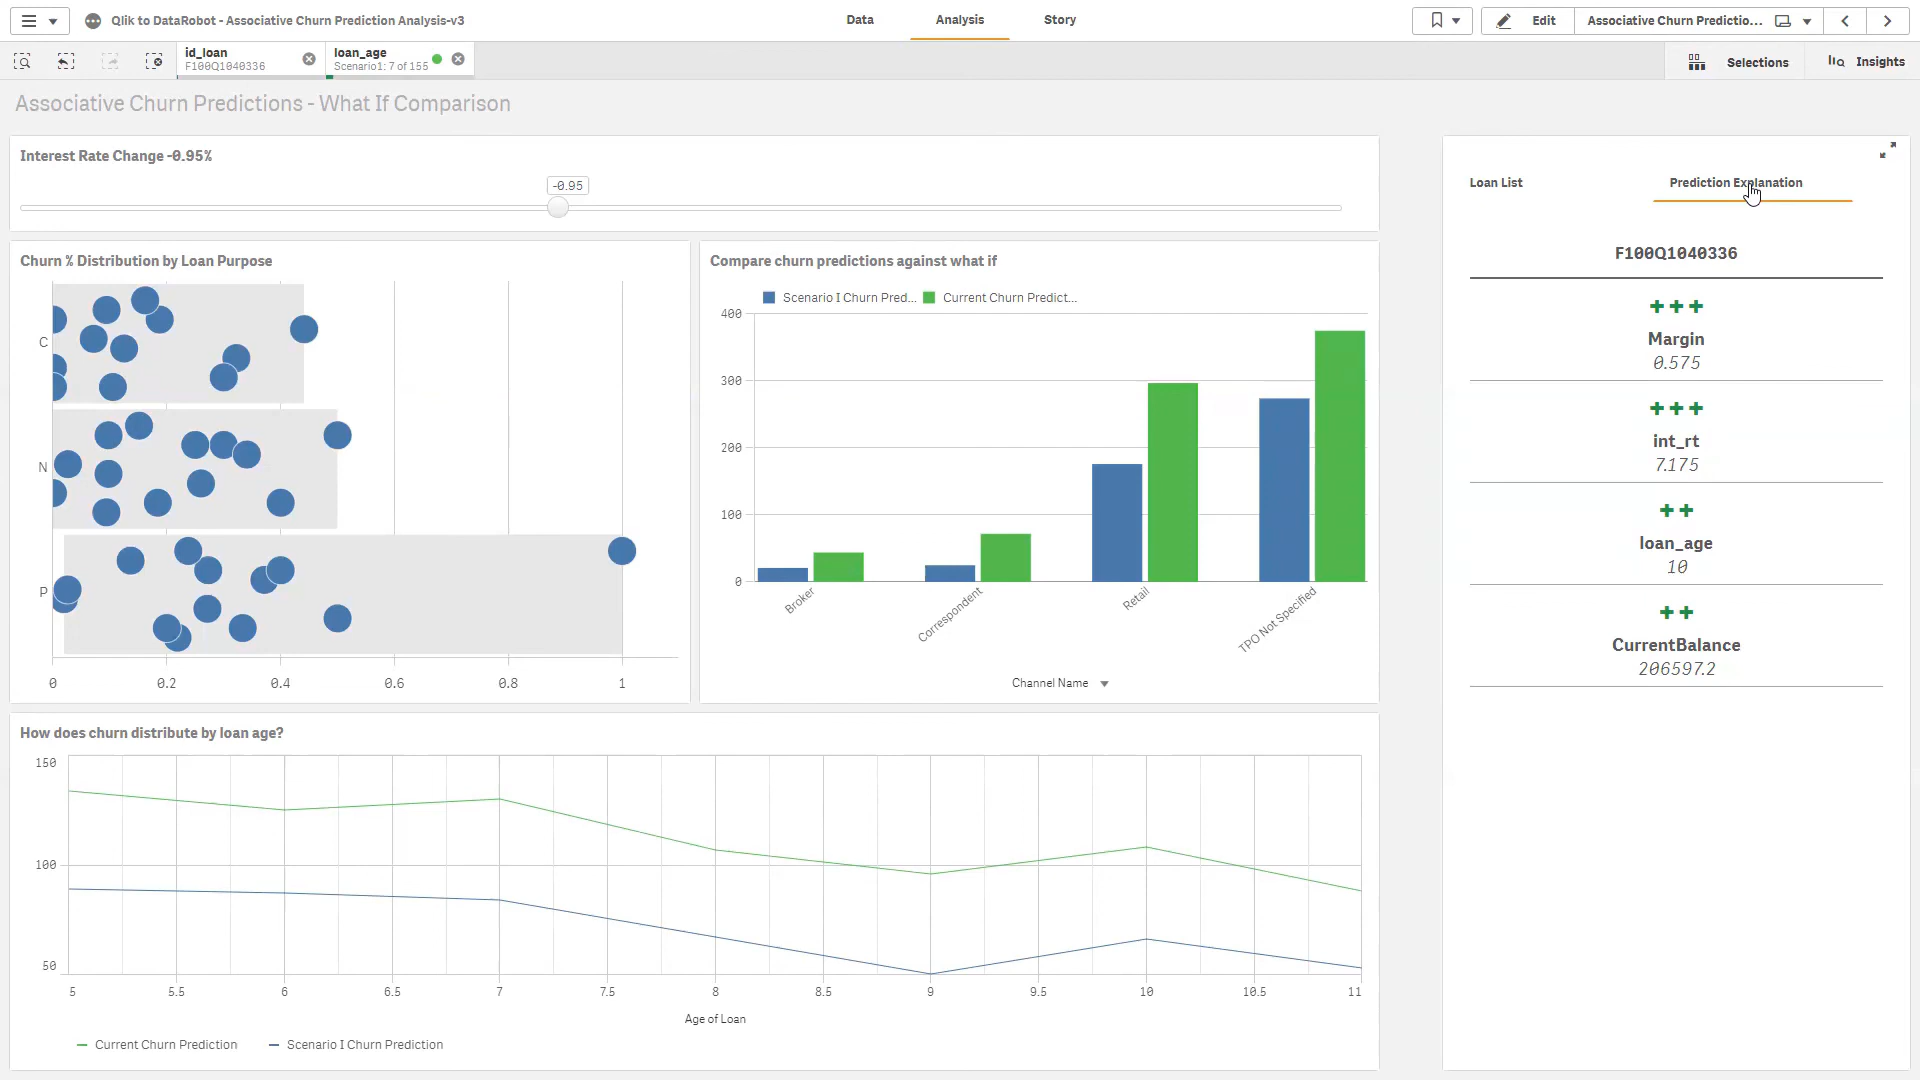 Qlik to DataRobot - Associative Churn Prediction Analysis-v3
Data
Analysis
Story
Edit
Associative Churn Predictio...
id_loan
F100Q1040336
loan_age
Scenario1: 7 of 155
Selections
Insights
Associative Churn Predictions - What If Comparison
Interest Rate Change -0.95%
-0.95
Churn % Distribution by Loan Purpose
C
N
P
0 0.2 0.4 0.6 0.8 1
Compare churn predictions against what if
Scenario I Churn Pred... Current Churn Predict...
400
300
200
100
0
Broker Correspondent Retail TPO Not Specified
Channel Name
How does churn distribute by loan age?
150
100
50
5 5.5 6 6.5 7 7.5 8 8.5 9 9.5 10 10.5 11
Age of Loan
Current Churn Prediction Scenario I Churn Prediction
Loan List
Prediction Explanation
F100Q1040336
+++
Margin
0.575
+++
int_rt
7.175
++
loan_age
10
++
CurrentBalance
206597.2